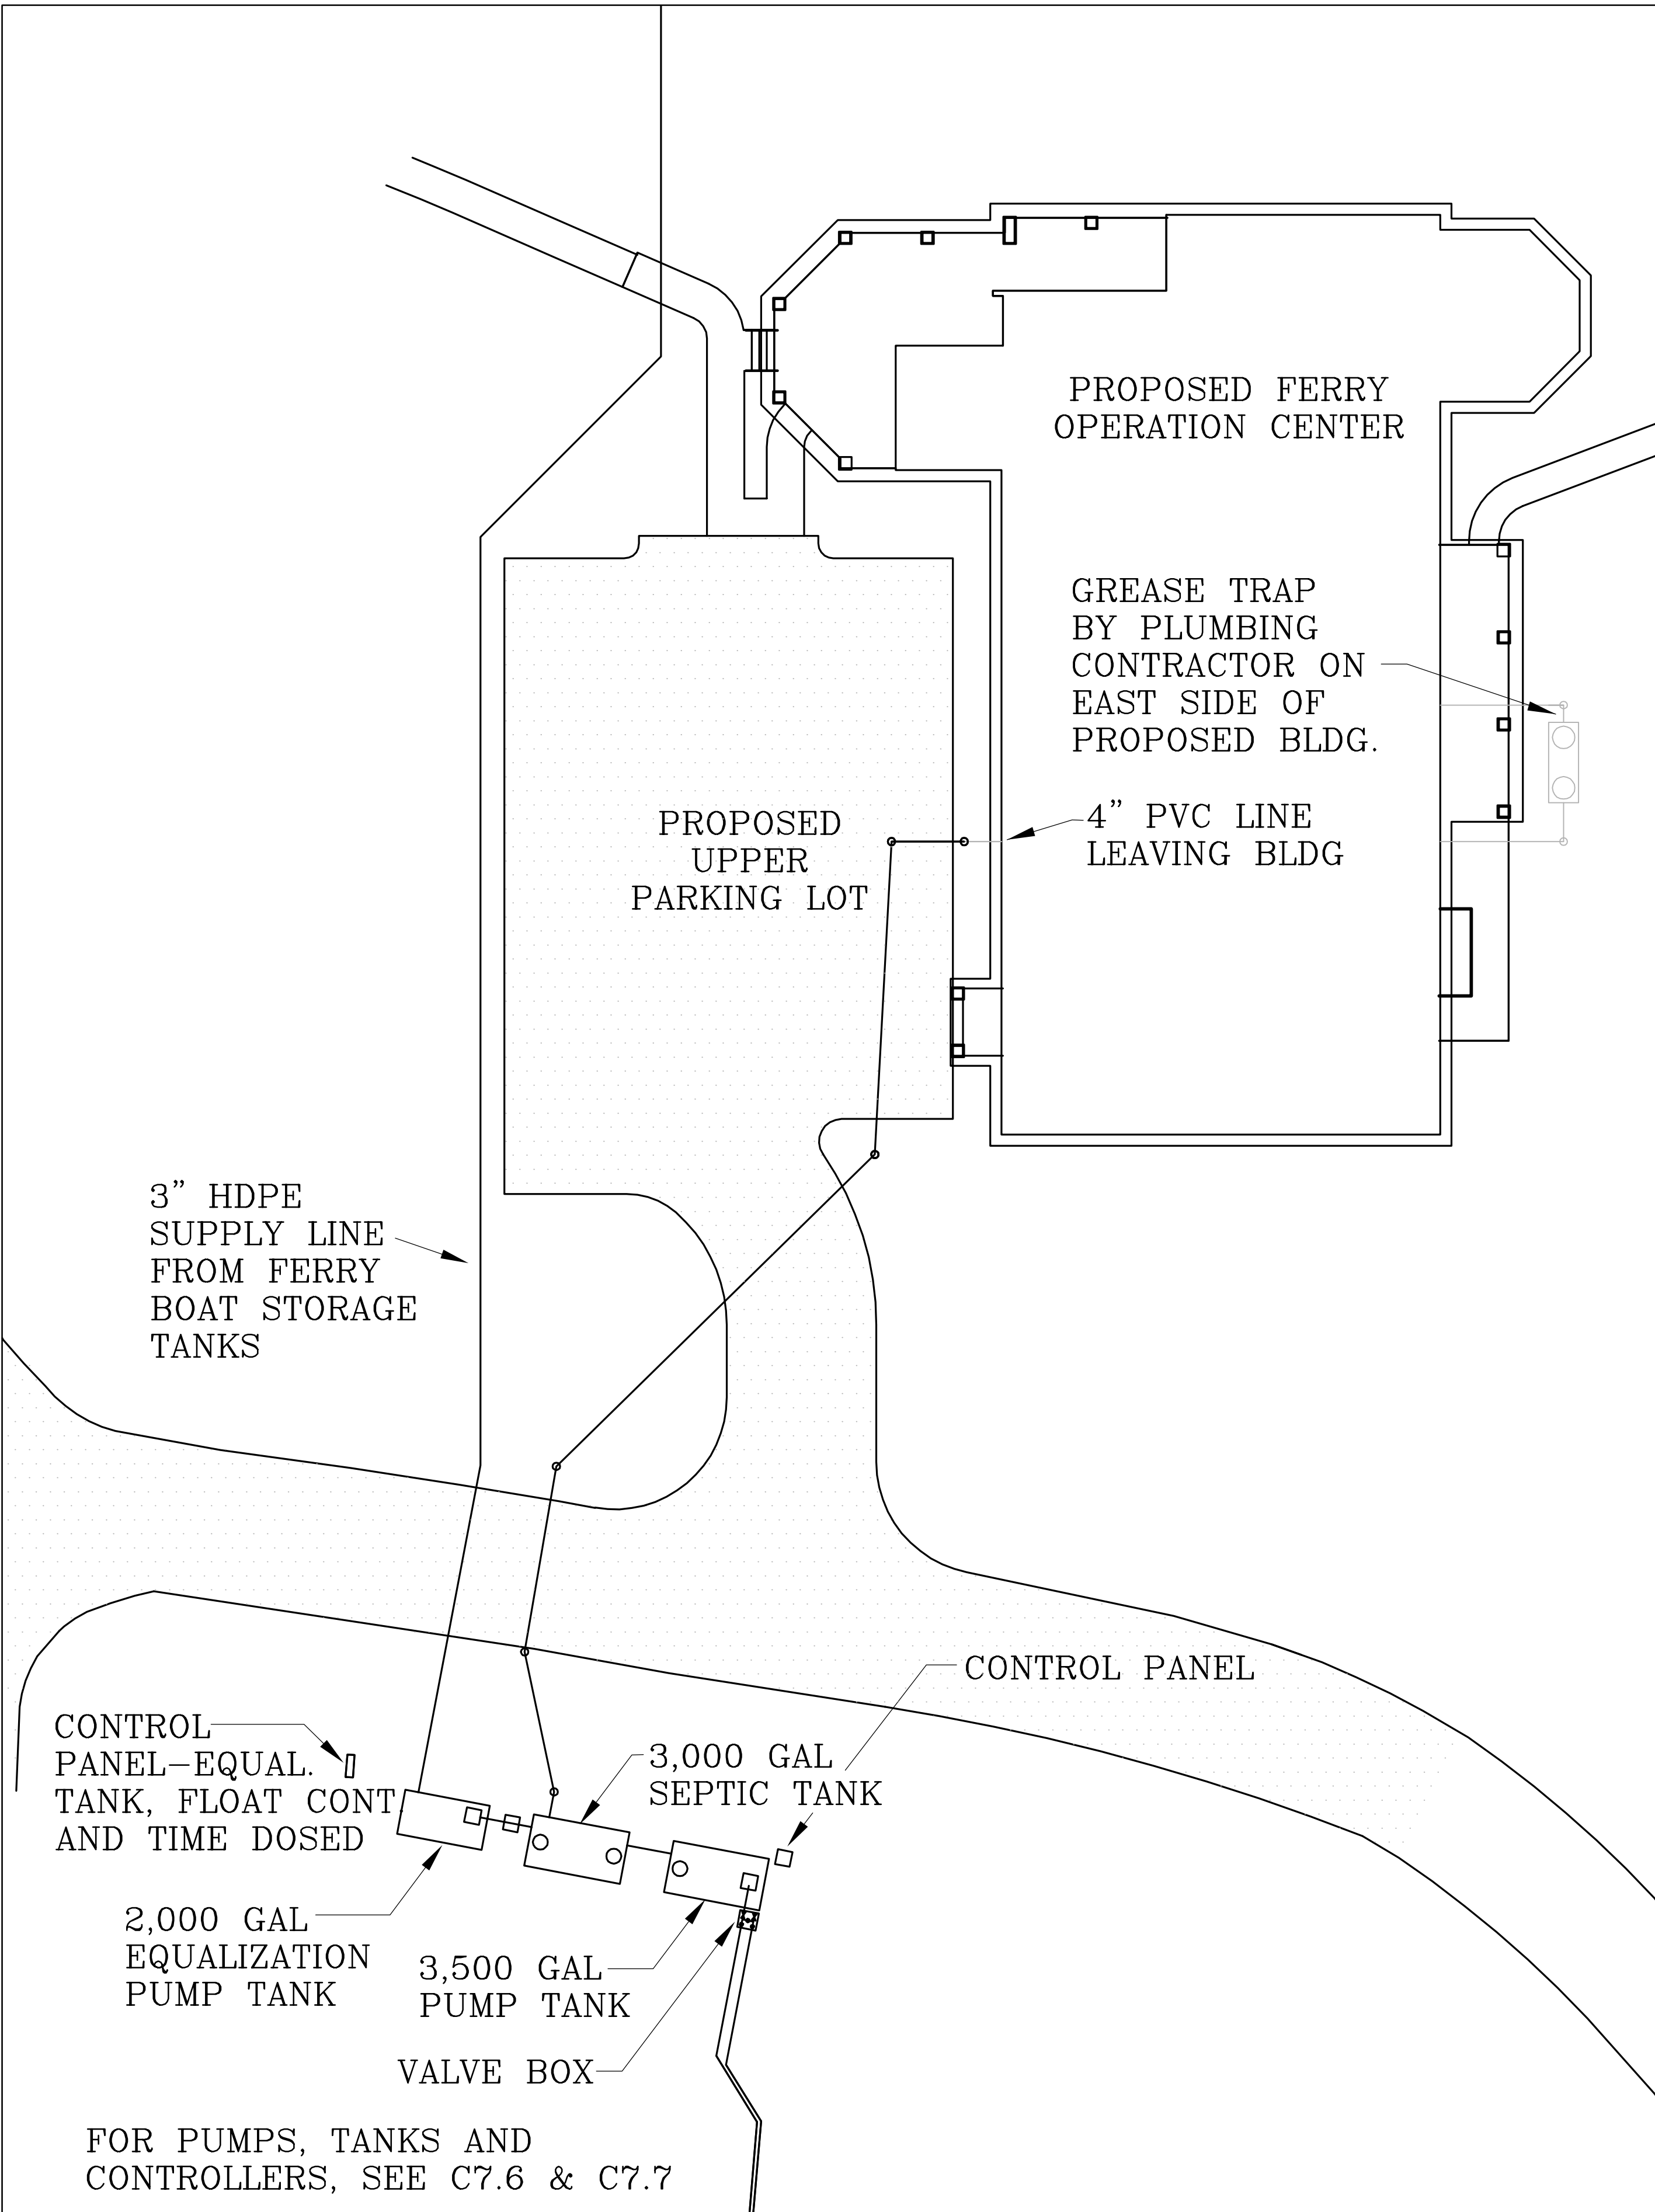 PROPOSED FERRY
OPERATION CENTER
GREASE TRAP
BY PLUMBING
CONTRACTOR ON
EAST SIDE OF
PROPOSED BLDG.
4" PVC LINE
LEAVING BLDG
PROPOSED
UPPER
PARKING LOT
3" HDPE
SUPPLY LINE
FROM FERRY
BOAT STORAGE
TANKS
CONTROL PANEL
CONTROL
PANEL-EQUAL.
TANK, FLOAT CONT
AND TIME DOSED
3,000 GAL
SEPTIC TANK
2,000 GAL
EQUALIZATION
PUMP TANK
3,500 GAL
PUMP TANK
VALVE BOX
FOR PUMPS, TANKS AND
CONTROLLERS, SEE C7.6 & C7.7